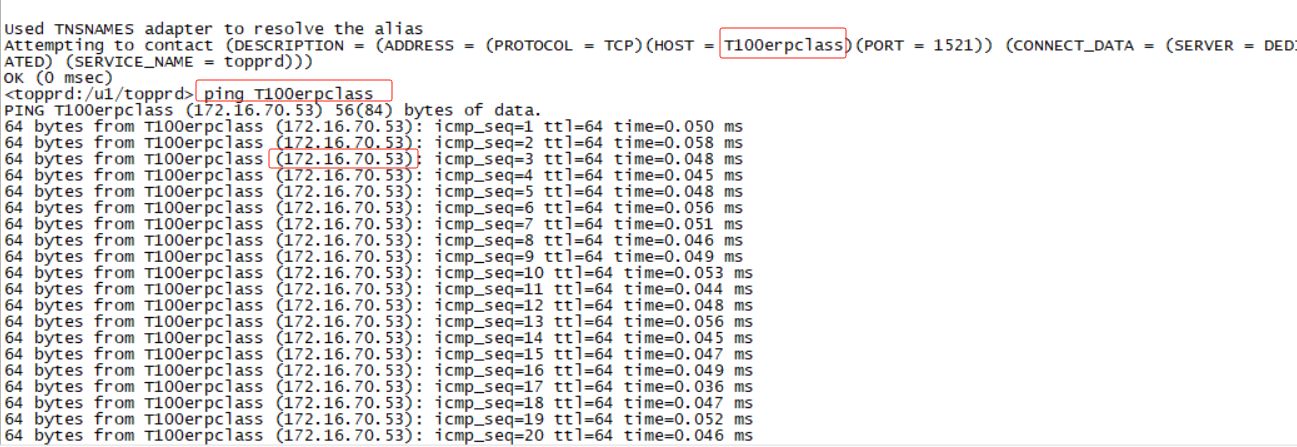 Used TNSNAMES adapter to resolve the alias
Attempting to contact (DESCRIPTION = (ADDRESS = (PROTOCOL = TCP)(HOST = T100erpclass)(PORT = 1521)) (CONNECT_DATA = (SERVER = DEDI
ATED) (SERVICE_NAME = topprd)))
OK (0 msec)
<topprd:/u1/topprd> ping T100erpclass
PING T100erpclass (172.16.70.53) 56(84) bytes of data.
64 bytes from T100erpclass (172.16.70.53): icmp_seq=1 ttl=64 time=0.050 ms
64 bytes from T100erpclass (172.16.70.53): icmp_seq=2 ttl=64 time=0.058 ms
64 bytes from T100erpclass (172.16.70.53): icmp_seq=3 ttl=64 time=0.048 ms
64 bytes from T100erpclass (172.16.70.53): icmp_seq=4 ttl=64 time=0.045 ms
64 bytes from T100erpclass (172.16.70.53): icmp_seq=5 ttl=64 time=0.048 ms
64 bytes from T100erpclass (172.16.70.53): icmp_seq=6 ttl=64 time=0.056 ms
64 bytes from T100erpclass (172.16.70.53): icmp_seq=7 ttl=64 time=0.051 ms
64 bytes from T100erpclass (172.16.70.53): icmp_seq=8 ttl=64 time=0.046 ms
64 bytes from T100erpclass (172.16.70.53): icmp_seq=9 ttl=64 time=0.049 ms
64 bytes from T100erpclass (172.16.70.53): icmp_seq=10 ttl=64 time=0.053 ms
64 bytes from T100erpclass (172.16.70.53): icmp_seq=11 ttl=64 time=0.044 ms
64 bytes from T100erpclass (172.16.70.53): icmp_seq=12 ttl=64 time=0.048 ms
64 bytes from T100erpclass (172.16.70.53): icmp_seq=13 ttl=64 time=0.056 ms
64 bytes from T100erpclass (172.16.70.53): icmp_seq=14 ttl=64 time=0.045 ms
64 bytes from T100erpclass (172.16.70.53): icmp_seq=15 ttl=64 time=0.047 ms
64 bytes from T100erpclass (172.16.70.53): icmp_seq=16 ttl=64 time=0.049 ms
64 bytes from T100erpclass (172.16.70.53): icmp_seq=17 ttl=64 time=0.036 ms
64 bytes from T100erpclass (172.16.70.53): icmp_seq=18 ttl=64 time=0.047 ms
64 bytes from T100erpclass (172.16.70.53): icmp_seq=19 ttl=64 time=0.052 ms
64 bytes from T100erpclass (172.16.70.53): icmp_seq=20 ttl=64 time=0.046 ms